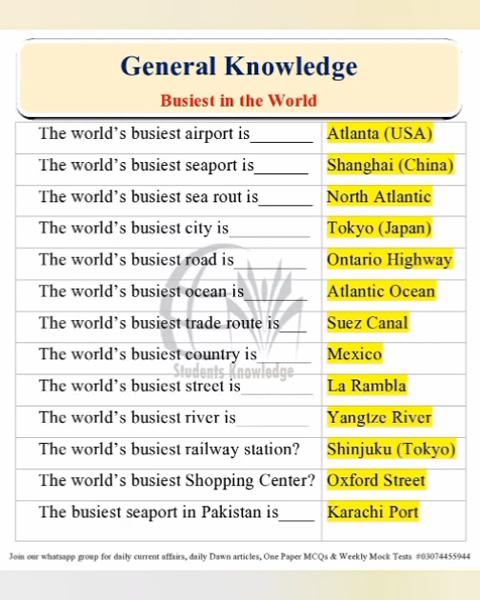 General Knowledge
Busiest in the World
The world's busiest airport is_______ Atlanta (USA)
The world's busiest seaport is______ Shanghai (China)
The world's busiest sea rout is______ North Atlantic
The world's busiest city is_________ Tokyo (Japan)
The world's busiest road is________ Ontario Highway
The world's busiest ocean is_______ Atlantic Ocean
The world's busiest trade route is___ Suez Canal
The world's busiest country is______ Mexico
Students Knowledge
The world's busiest street is________ La Rambla
The world's busiest river is________ Yangtze River
The world's busiest railway station? Shinjuku (Tokyo)
The world's busiest Shopping Center? Oxford Street
The busiest seaport in Pakistan is____ Karachi Port
Join our whatsapp group for daily current affairs, daily Dawn articles, One Paper MCQs & Weekly Mock Tests #03074455944